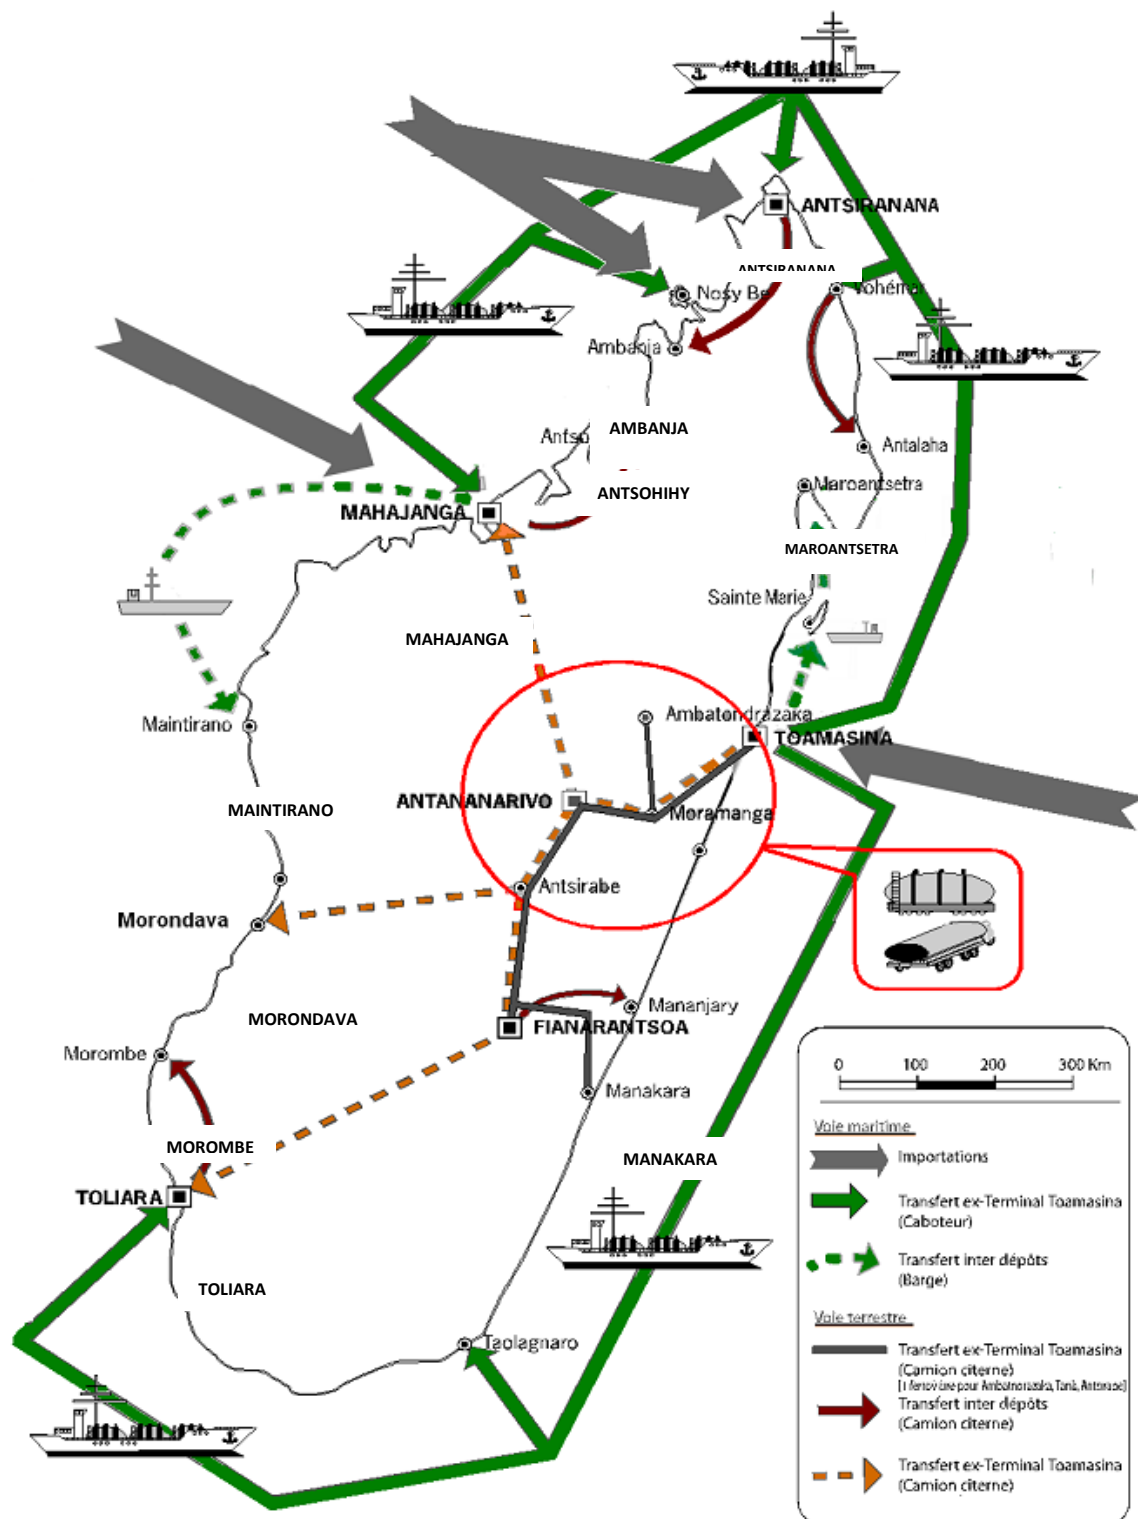 ANTSIRANANA
ANTSIRANANA
Nosy Be
Vohémar
Ambanja
AMBANJA
Antso
Antalaha
ANTSOHIHY
Maroantsetra
MAHAJANGA
MAROANTSETRA
Sainte Marie
MAHAJANGA
Ambatondrazaka
Maintirano
TOAMASINA
ANTANANARIVO
MAINTIRANO
Moramanga
Antsirabe
Morondava
Mananjary
MORONDAVA
FIANARANTSOA
Morombe
Manakara
MOROMBE
MANAKARA
TOLIARA
TOLIARA
Taolagnaro
0 100 200 300 Km
Voie maritime
Importations
Transfert ex-Terminal Toamasina
(Caboteur)
Transfert inter dépôts
(Barge)
Voie terrestre
Transfert ex-Terminal Toamasina
(Camion citerne)
pour
Transfert inter dépôts
(Camion citerne)
Transfert ex-Terminal Toamasina
(Camion citerne)